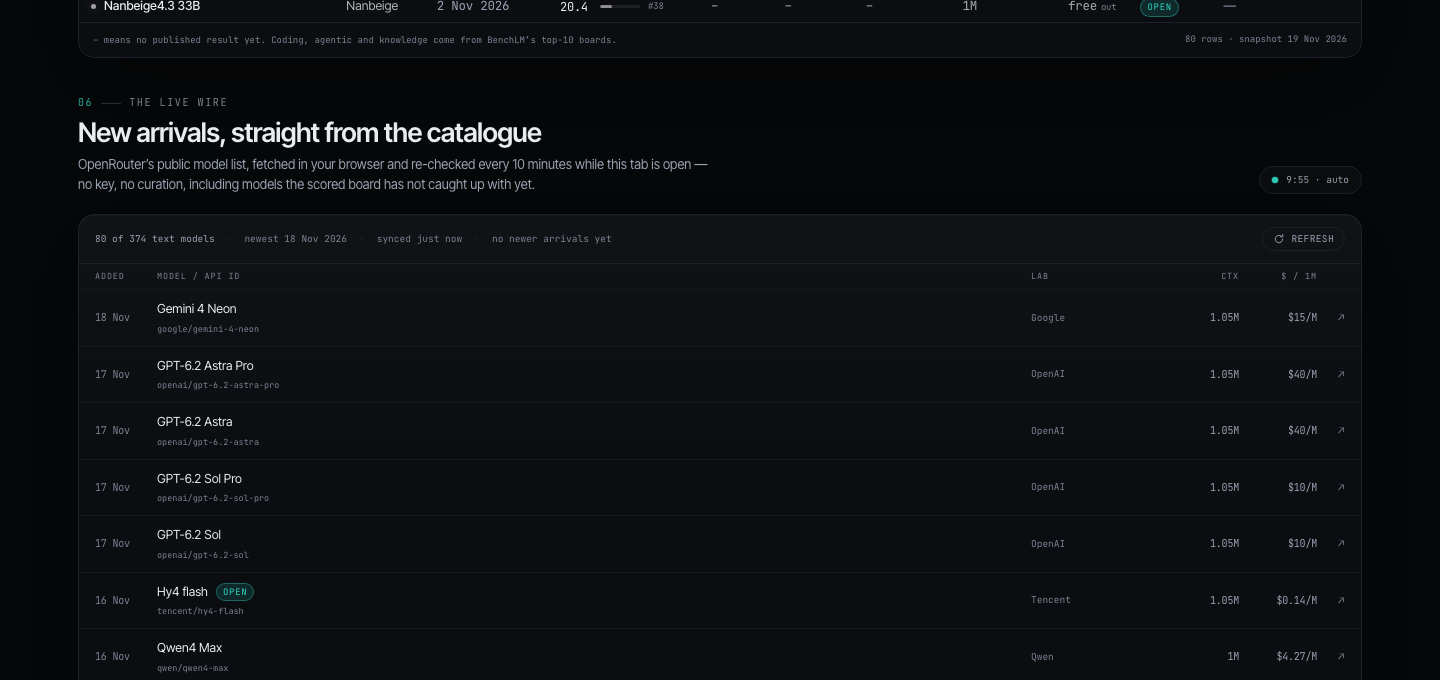 Nanbeige4.3 33B Nanbeige 2 Nov 2026 20.4 #38 — — — 1M free out OPEN —
— means no published result yet. Coding, agentic and knowledge come from BenchLM's top-10 boards. 80 rows · snapshot 19 Nov 2026
06 — THE LIVE WIRE
New arrivals, straight from the catalogue
OpenRouter's public model list, fetched in your browser and re-checked every 10 minutes while this tab is open —
no key, no curation, including models the scored board has not caught up with yet.
9:55 · auto
80 of 374 text models · newest 18 Nov 2026 · synced just now · no newer arrivals yet REFRESH
ADDED MODEL / API ID LAB CTX $ / 1M
18 Nov Gemini 4 Neon Google 1.05M $15/M ↗
google/gemini-4-neon
17 Nov GPT-6.2 Astra Pro OpenAI 1.05M $40/M ↗
openai/gpt-6.2-astra-pro
17 Nov GPT-6.2 Astra OpenAI 1.05M $40/M ↗
openai/gpt-6.2-astra
17 Nov GPT-6.2 Sol Pro OpenAI 1.05M $10/M ↗
openai/gpt-6.2-sol-pro
17 Nov GPT-6.2 Sol OpenAI 1.05M $10/M ↗
openai/gpt-6.2-sol
16 Nov Hy4 flash OPEN Tencent 1.05M $0.14/M ↗
tencent/hy4-flash
16 Nov Qwen4 Max Qwen 1M $4.27/M ↗
qwen/qwen4-max